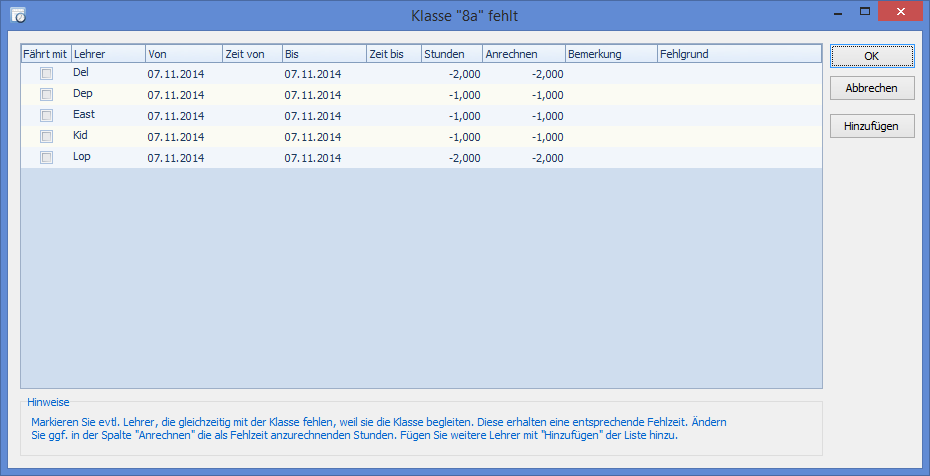 Klasse "8a" fehlt
Fährt mit Lehrer Von Zeit von Bis Zeit bis Stunden Anrechnen Bemerkung Fehlgrund
Del 07.11.2014 07.11.2014 -2,000 -2,000
Dep 07.11.2014 07.11.2014 -1,000 -1,000
East 07.11.2014 07.11.2014 -1,000 -1,000
Kid 07.11.2014 07.11.2014 -1,000 -1,000
Lop 07.11.2014 07.11.2014 -2,000 -2,000
OK
Abbrechen
Hinzufügen
Hinweise
Markieren Sie evtl. Lehrer, die gleichzeitig mit der Klasse fehlen, weil sie die Klasse begleiten. Diese erhalten eine entsprechende Fehlzeit. Ändern
Sie ggf. in der Spalte "Anrechnen" die als Fehlzeit anzurechnenden Stunden. Fügen Sie weitere Lehrer mit "Hinzufügen" der Liste hinzu.